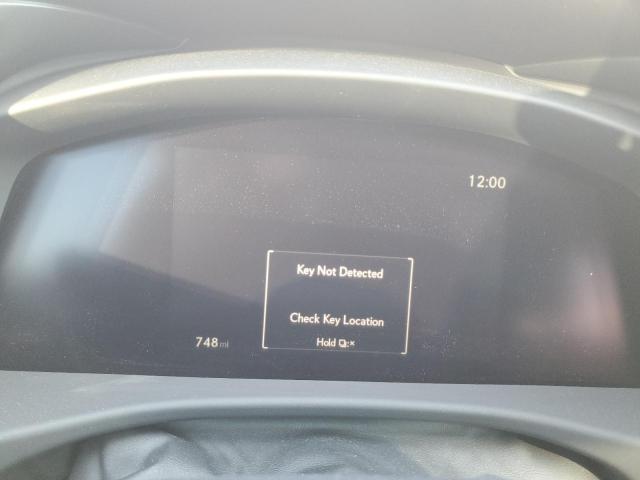 12:00
Key Not Detected
Check Key Location
Hold ⧉:×
748 mi